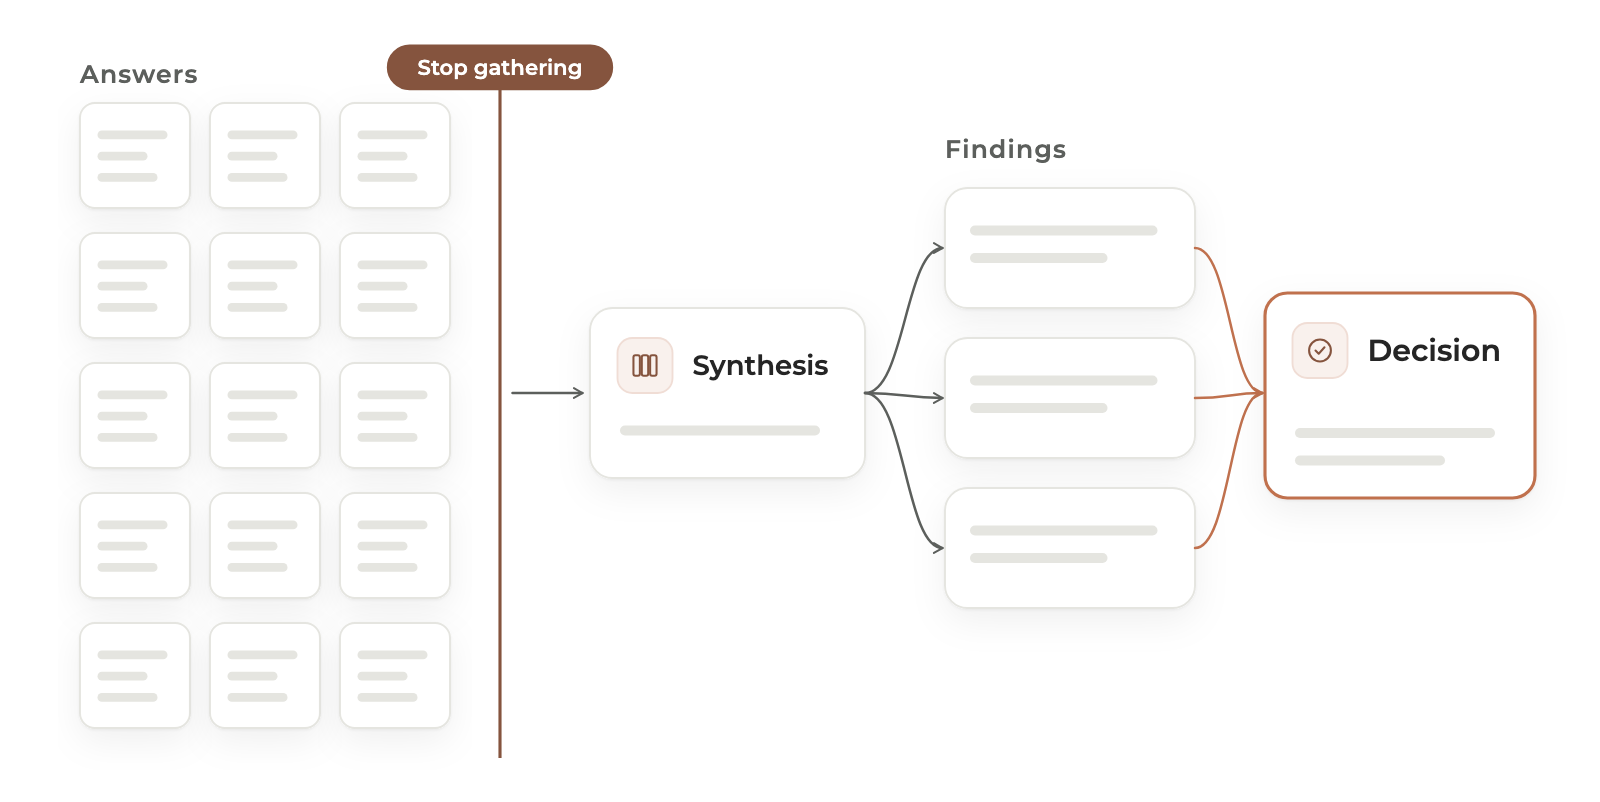 Answers
Stop gathering
Findings
Synthesis
Decision